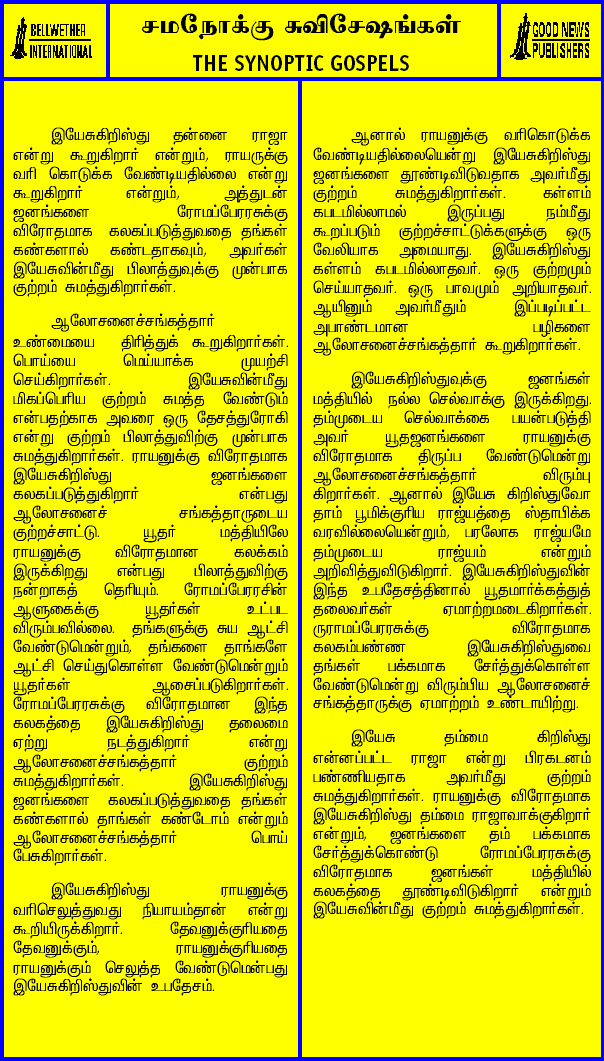 BELLWETHER
INTERNATIONAL
சமநோக்கு சுவிசேஷங்கள்
THE SYNOPTIC GOSPELS
GOOD NEWS
PUBLISHERS
இயேசுகிறிஸ்து தன்னை ராஜா
என்று கூறுகிறார் என்றும், ராயருக்கு
வரி கொடுக்க வேண்டியதில்லை என்று
கூறுகிறார் என்றும், அத்துடன்
ஜனங்களை ரோமப்பேரரசுக்கு
விரோதமாக கலகப்படுத்துவதை தங்கள்
கண்களால் கண்டதாகவும், அவர்கள்
இயேசுவின்மீது பிலாத்துவுக்கு முன்பாக
குற்றம் சுமத்துகிறார்கள்.
ஆலோசனைச்சங்கத்தார்
உண்மையை திரித்துக் கூறுகிறார்கள்.
பொய்யை மெய்யாக்க முயற்சி
செய்கிறார்கள். இயேசுவின்மீது
மிகப்பெரிய குற்றம் சுமத்த வேண்டும்
என்பதற்காக அவரை ஒரு தேசத்துரோகி
என்று குற்றம் பிலாத்துவிற்கு முன்பாக
சுமத்துகிறார்கள். ராயனுக்கு விரோதமாக
இயேசுகிறிஸ்து ஜனங்களை
கலகப்படுத்துகிறார் என்பது
ஆலோசனைச் சங்கத்தாருடைய
குற்றச்சாட்டு. யூதர் மத்தியிலே
ராயனுக்கு விரோதமான கலக்கம்
இருக்கிறது என்பது பிலாத்துவிற்கு
நன்றாகத் தெரியும். ரோமப்பேரரசின்
ஆளுகைக்கு யூதர்கள் உட்பட
விரும்பவில்லை. தங்களுக்கு சுய ஆட்சி
வேண்டுமென்றும், தங்களை தாங்களே
ஆட்சி செய்துகொள்ள வேண்டுமென்றும்
யூதர்கள் ஆசைப்படுகிறார்கள்.
ரோமப்பேரரசுக்கு விரோதமான இந்த
கலகத்தை இயேசுகிறிஸ்து தலைமை
ஏற்று நடத்துகிறார் என்று
ஆலோசனைச்சங்கத்தார் குற்றம்
சுமத்துகிறார்கள். இயேசுகிறிஸ்து
ஜனங்களை கலகப்படுத்துவதை தங்கள்
கண்களால் தாங்கள் கண்டோம் என்றும்
ஆலோசனைச்சங்கத்தார் பொய்
பேசுகிறார்கள்.
இயேசுகிறிஸ்து ராயனுக்கு
வரிசெலுத்துவது நியாயம்தான் என்று
கூறியிருக்கிறார். தேவனுக்குரியதை
தேவனுக்கும், ராயனுக்குரியதை
ராயனுக்கும் செலுத்த வேண்டுமென்பது
இயேசுகிறிஸ்துவின் உபதேசம்.
ஆனால் ராயனுக்கு வரிகொடுக்க
வேண்டியதில்லையென்று இயேசுகிறிஸ்து
ஜனங்களை தூண்டிவிடுவதாக அவர்மீது
குற்றம் சுமத்துகிறார்கள். கள்ளம்
கபடமில்லாமல் இருப்பது நம்மீது
கூறப்படும் குற்றச்சாட்டுக்களுக்கு ஒரு
வேலியாக அமையாது. இயேசுகிறிஸ்து
கள்ளம் கபடமில்லாதவர். ஒரு குற்றமும்
செய்யாதவர். ஒரு பாவமும் அறியாதவர்.
ஆயினும் அவர்மீதும் இப்படிப்பட்ட
அபாண்டமான பழிகளை
ஆலோசனைச்சங்கத்தார் கூறுகிறார்கள்.
இயேசுகிறிஸ்துவுக்கு ஜனங்கள்
மத்தியில் நல்ல செல்வாக்கு இருக்கிறது.
தம்முடைய செல்வாக்கை பயன்படுத்தி
அவர் யூதஜனங்களை ராயனுக்கு
விரோதமாக திருப்ப வேண்டுமென்று
ஆலோசனைச்சங்கத்தார் விரும்பு
கிறார்கள். ஆனால் இயேசு கிறிஸ்துவோ
தாம் பூமிக்குரிய ராஜ்யத்தை ஸ்தாபிக்க
வரவில்லையென்றும், பரலோக ராஜ்யமே
தம்முடைய ராஜ்யம் என்றும்
அறிவித்துவிடுகிறார். இயேசுகிறிஸ்துவின்
இந்த உபதேசத்தினால் யூதமார்க்கத்துத்
தலைவர்கள் ஏமாற்றமடைகிறார்கள்.
ருராமப்பேரரசுக்கு விரோதமாக
கலகம்பண்ண இயேசுகிறிஸ்துவை
தங்கள் பக்கமாக சேர்த்துக்கொள்ள
வேண்டுமென்று விரும்பிய ஆலோசனைச்
சங்கத்தாருக்கு ஏமாற்றம் உண்டாயிற்று.
இயேசு தம்மை கிறிஸ்து
என்னப்பட்ட ராஜா என்று பிரகடனம்
பண்ணியதாக அவர்மீது குற்றம்
சுமத்துகிறார்கள். ராயனுக்கு விரோதமாக
இயேசுகிறிஸ்து தம்மை ராஜாவாக்குகிறார்
என்றும், ஜனங்களை தம் பக்கமாக
சேர்த்துக்கொண்டு ரோமப்பேரரசுக்கு
விரோதமாக ஜனங்கள் மத்தியில்
கலகத்தை தூண்டிவிடுகிறார் என்றும்
இயேசுவின்மீது குற்றம் சுமத்துகிறார்கள்.